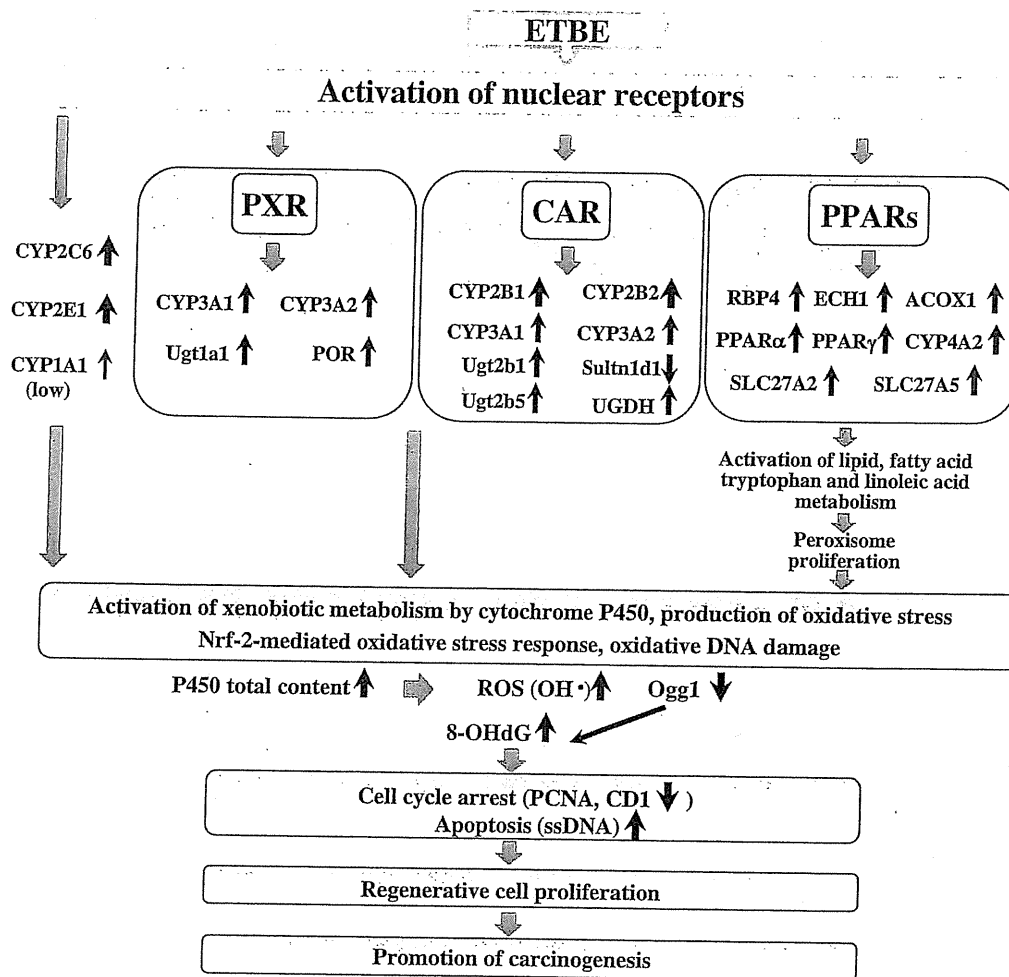 ETBE
Activation of nuclear receptors
CYP2C6
CYP2E1
CYP1A1
(low)
PXR
CYP3A1 CYP3A2
Ugt1a1 POR
CAR
CYP2B1 CYP2B2
CYP3A1 CYP3A2
Ugt2b1 Sultn1d1
Ugt2b5 UGDH
PPARs
RBP4 ECH1 ACOX1
PPARα PPARγ CYP4A2
SLC27A2 SLC27A5
Activation of lipid, fatty acid
tryptophan and linoleic acid
metabolism
Peroxisome
proliferation
Activation of xenobiotic metabolism by cytochrome P450, production of oxidative stress
Nrf-2-mediated oxidative stress response, oxidative DNA damage
P450 total content ROS (OH•) Ogg1
8-OHdG
Cell cycle arrest (PCNA, CD1 )
Apoptosis (ssDNA)
Regenerative cell proliferation
Promotion of carcinogenesis